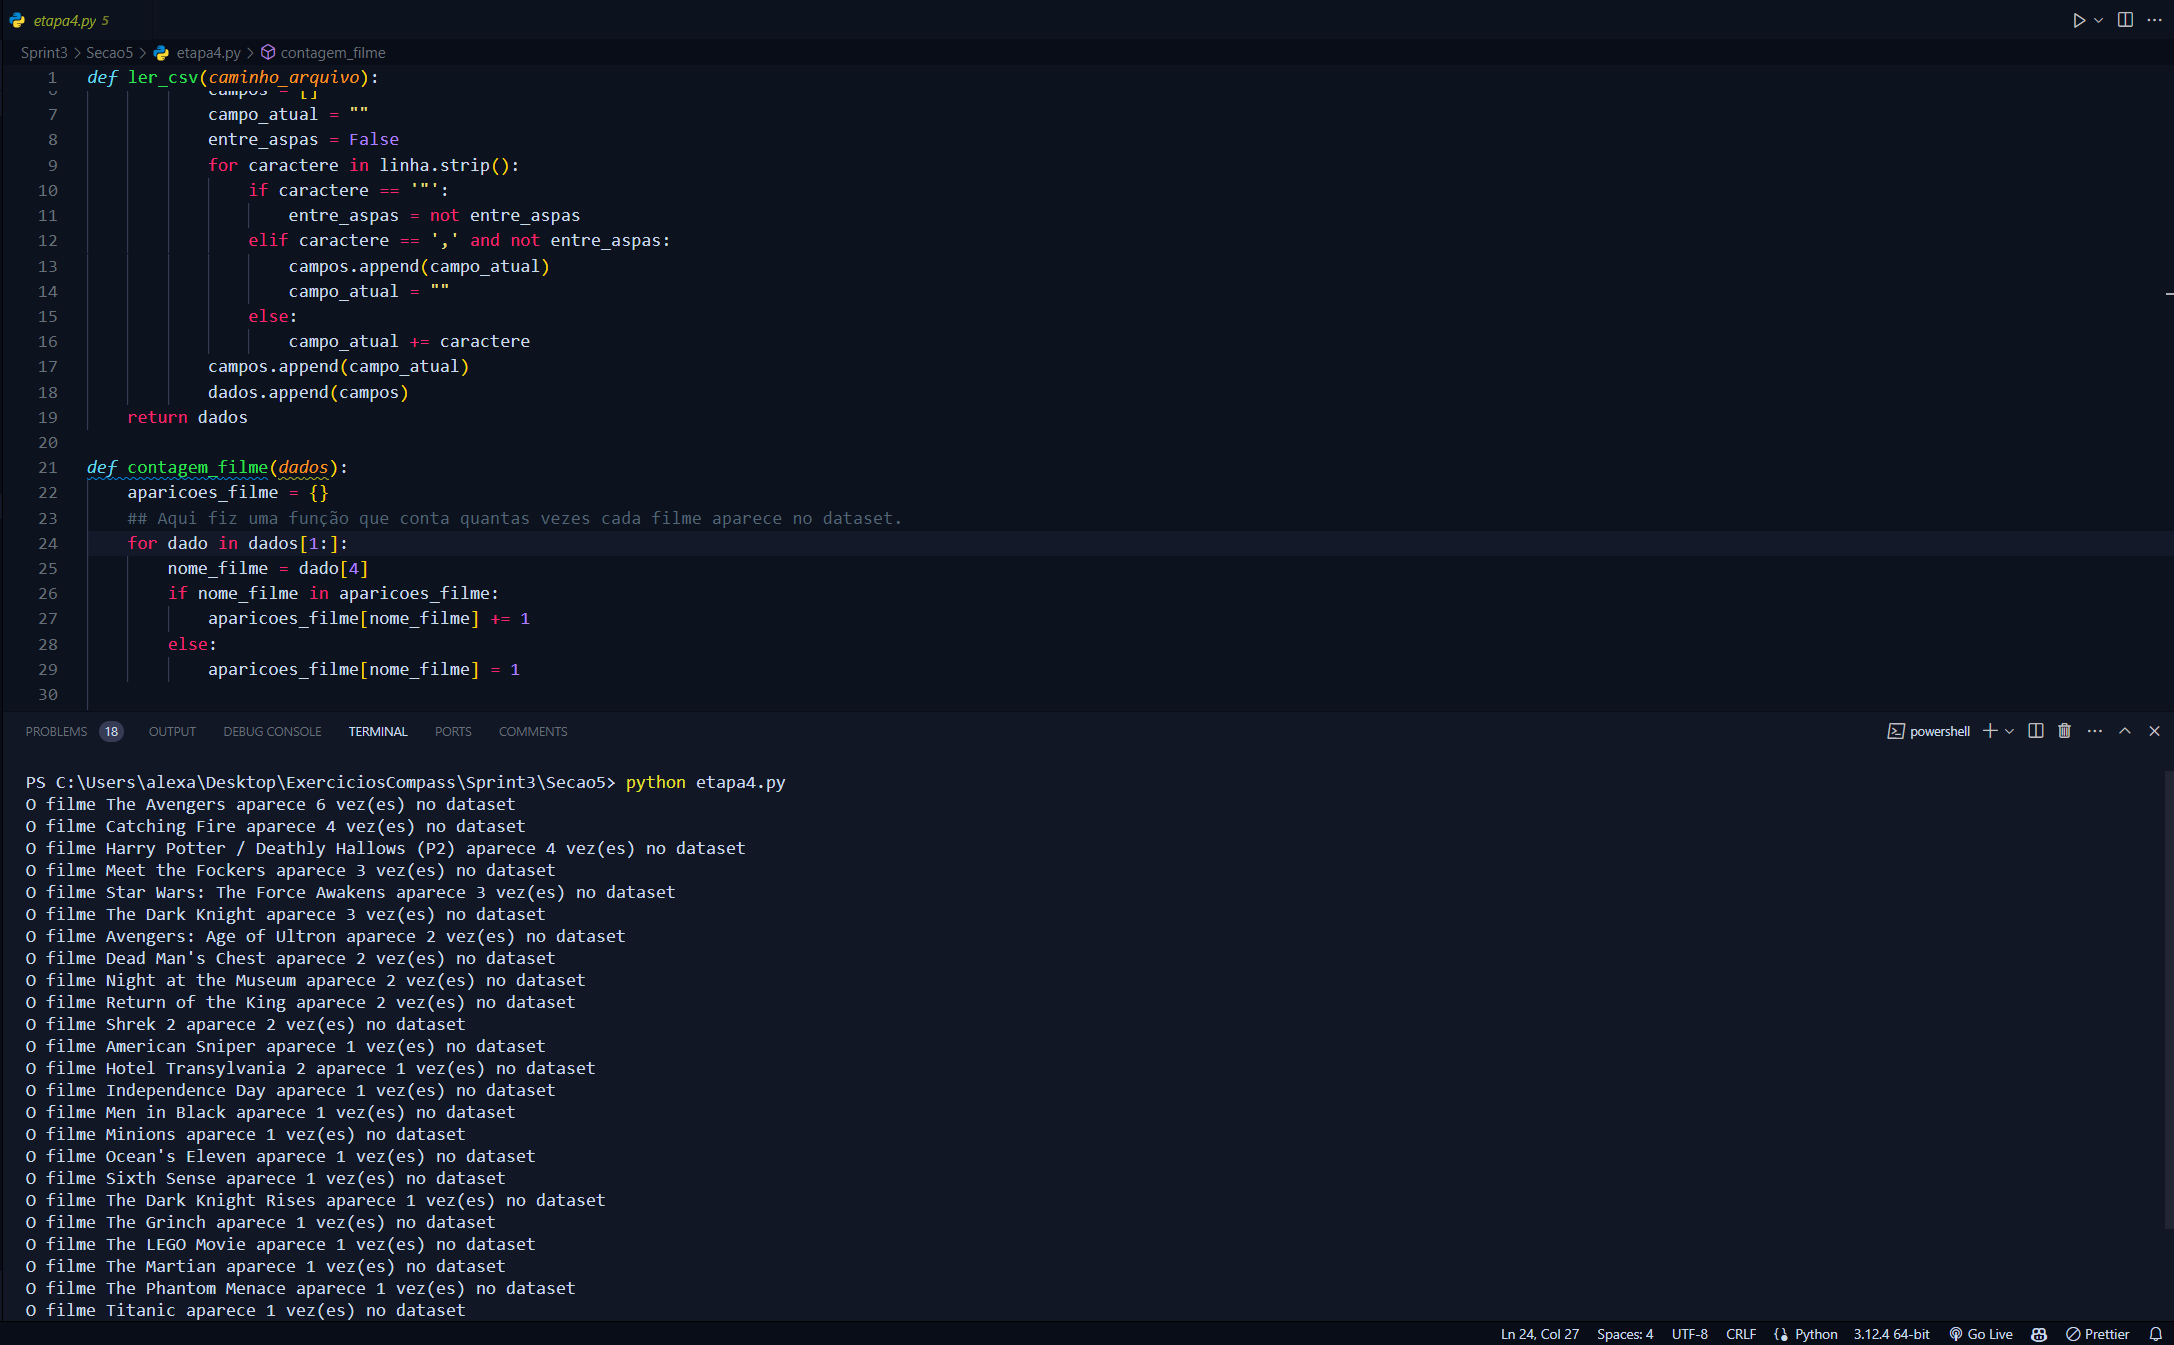 etapa4.py 5
Sprint3 > Secao5 > etapa4.py > contagem_filme
1 def ler_csv(caminho_arquivo):
6 campos = []
7 campo_atual = ""
8 entre_aspas = False
9 for caractere in linha.strip():
10 if caractere == '"':
11 entre_aspas = not entre_aspas
12 elif caractere == ',' and not entre_aspas:
13 campos.append(campo_atual)
14 campo_atual = ""
15 else:
16 campo_atual += caractere
17 campos.append(campo_atual)
18 dados.append(campos)
19 return dados
20
21 def contagem_filme(dados):
22 aparicoes_filme = {}
23 ## Aqui fiz uma função que conta quantas vezes cada filme aparece no dataset.
24 for dado in dados[1:]:
25 nome_filme = dado[4]
26 if nome_filme in aparicoes_filme:
27 aparicoes_filme[nome_filme] += 1
28 else:
29 aparicoes_filme[nome_filme] = 1
30
PROBLEMS 18 OUTPUT DEBUG CONSOLE TERMINAL PORTS COMMENTS powershell
PS C:\Users\alexa\Desktop\ExerciciosCompass\Sprint3\Secao5> python etapa4.py
O filme The Avengers aparece 6 vez(es) no dataset
O filme Catching Fire aparece 4 vez(es) no dataset
O filme Harry Potter / Deathly Hallows (P2) aparece 4 vez(es) no dataset
O filme Meet the Fockers aparece 3 vez(es) no dataset
O filme Star Wars: The Force Awakens aparece 3 vez(es) no dataset
O filme The Dark Knight aparece 3 vez(es) no dataset
O filme Avengers: Age of Ultron aparece 2 vez(es) no dataset
O filme Dead Man's Chest aparece 2 vez(es) no dataset
O filme Night at the Museum aparece 2 vez(es) no dataset
O filme Return of the King aparece 2 vez(es) no dataset
O filme Shrek 2 aparece 2 vez(es) no dataset
O filme American Sniper aparece 1 vez(es) no dataset
O filme Hotel Transylvania 2 aparece 1 vez(es) no dataset
O filme Independence Day aparece 1 vez(es) no dataset
O filme Men in Black aparece 1 vez(es) no dataset
O filme Minions aparece 1 vez(es) no dataset
O filme Ocean's Eleven aparece 1 vez(es) no dataset
O filme Sixth Sense aparece 1 vez(es) no dataset
O filme The Dark Knight Rises aparece 1 vez(es) no dataset
O filme The Grinch aparece 1 vez(es) no dataset
O filme The LEGO Movie aparece 1 vez(es) no dataset
O filme The Martian aparece 1 vez(es) no dataset
O filme The Phantom Menace aparece 1 vez(es) no dataset
O filme Titanic aparece 1 vez(es) no dataset
Ln 24, Col 27 Spaces: 4 UTF-8 CRLF Python 3.12.4 64-bit Go Live Prettier